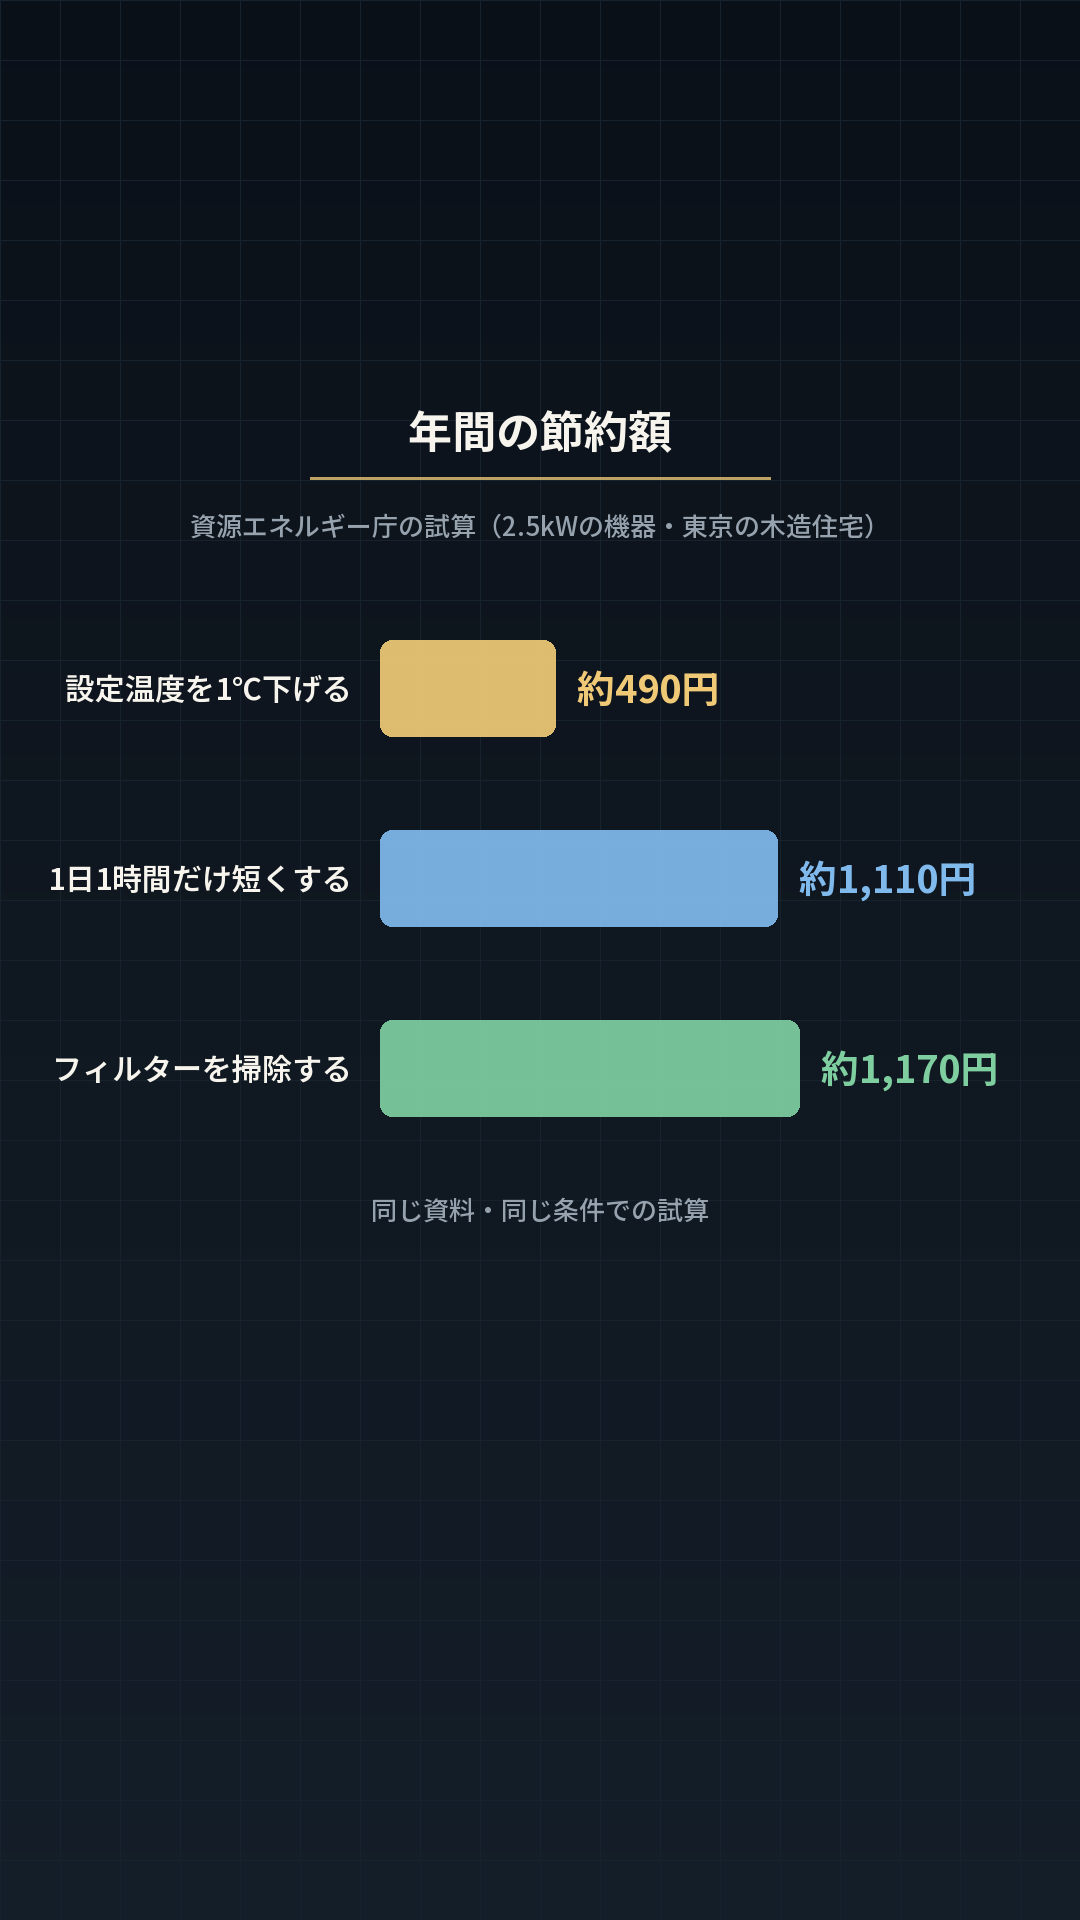 年間の節約額
資源エネルギー庁の試算（2.5kWの機器・東京の木造住宅）
設定温度を1℃下げる 約490円
1日1時間だけ短くする 約1,110円
フィルターを掃除する 約1,170円
同じ資料・同じ条件での試算